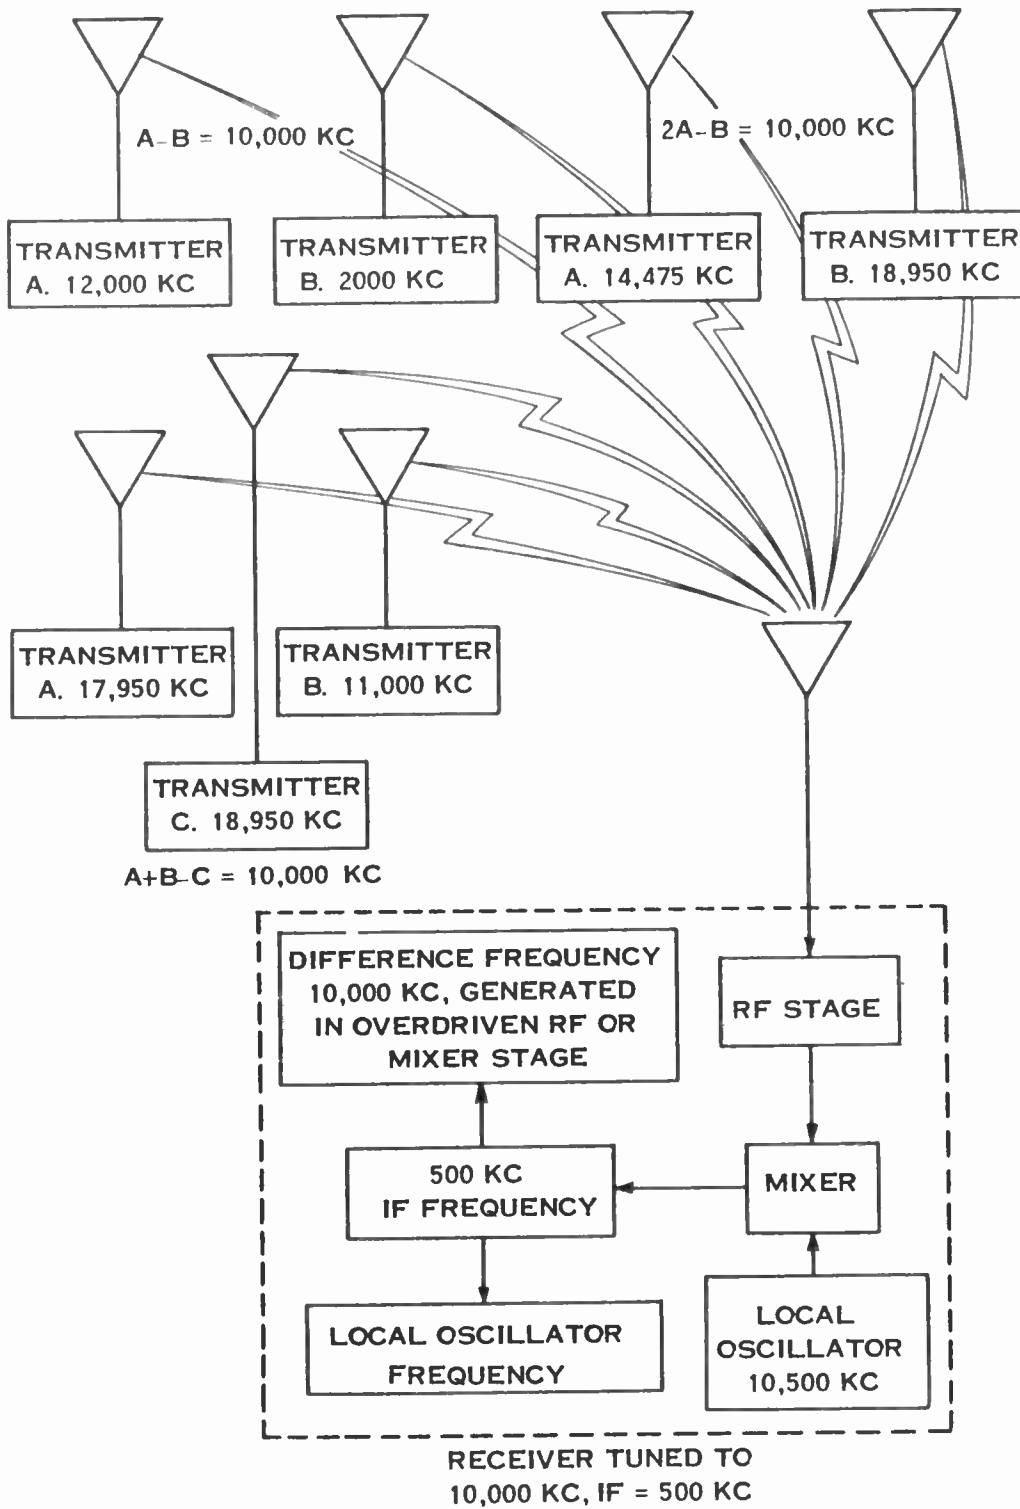 A-B = 10,000 KC
2A-B = 10,000 KC
TRANSMITTER
A. 12,000 KC
TRANSMITTER
B. 2000 KC
TRANSMITTER
A. 14,475 KC
TRANSMITTER
B. 18,950 KC
TRANSMITTER
A. 17,950 KC
TRANSMITTER
B. 11,000 KC
TRANSMITTER
C. 18,950 KC
A+B-C = 10,000 KC
DIFFERENCE FREQUENCY
10,000 KC, GENERATED
IN OVERDRIVEN RF OR
MIXER STAGE
RF STAGE
500 KC
IF FREQUENCY
MIXER
LOCAL OSCILLATOR
FREQUENCY
LOCAL
OSCILLATOR
10,500 KC
RECEIVER TUNED TO
10,000 KC, IF = 500 KC